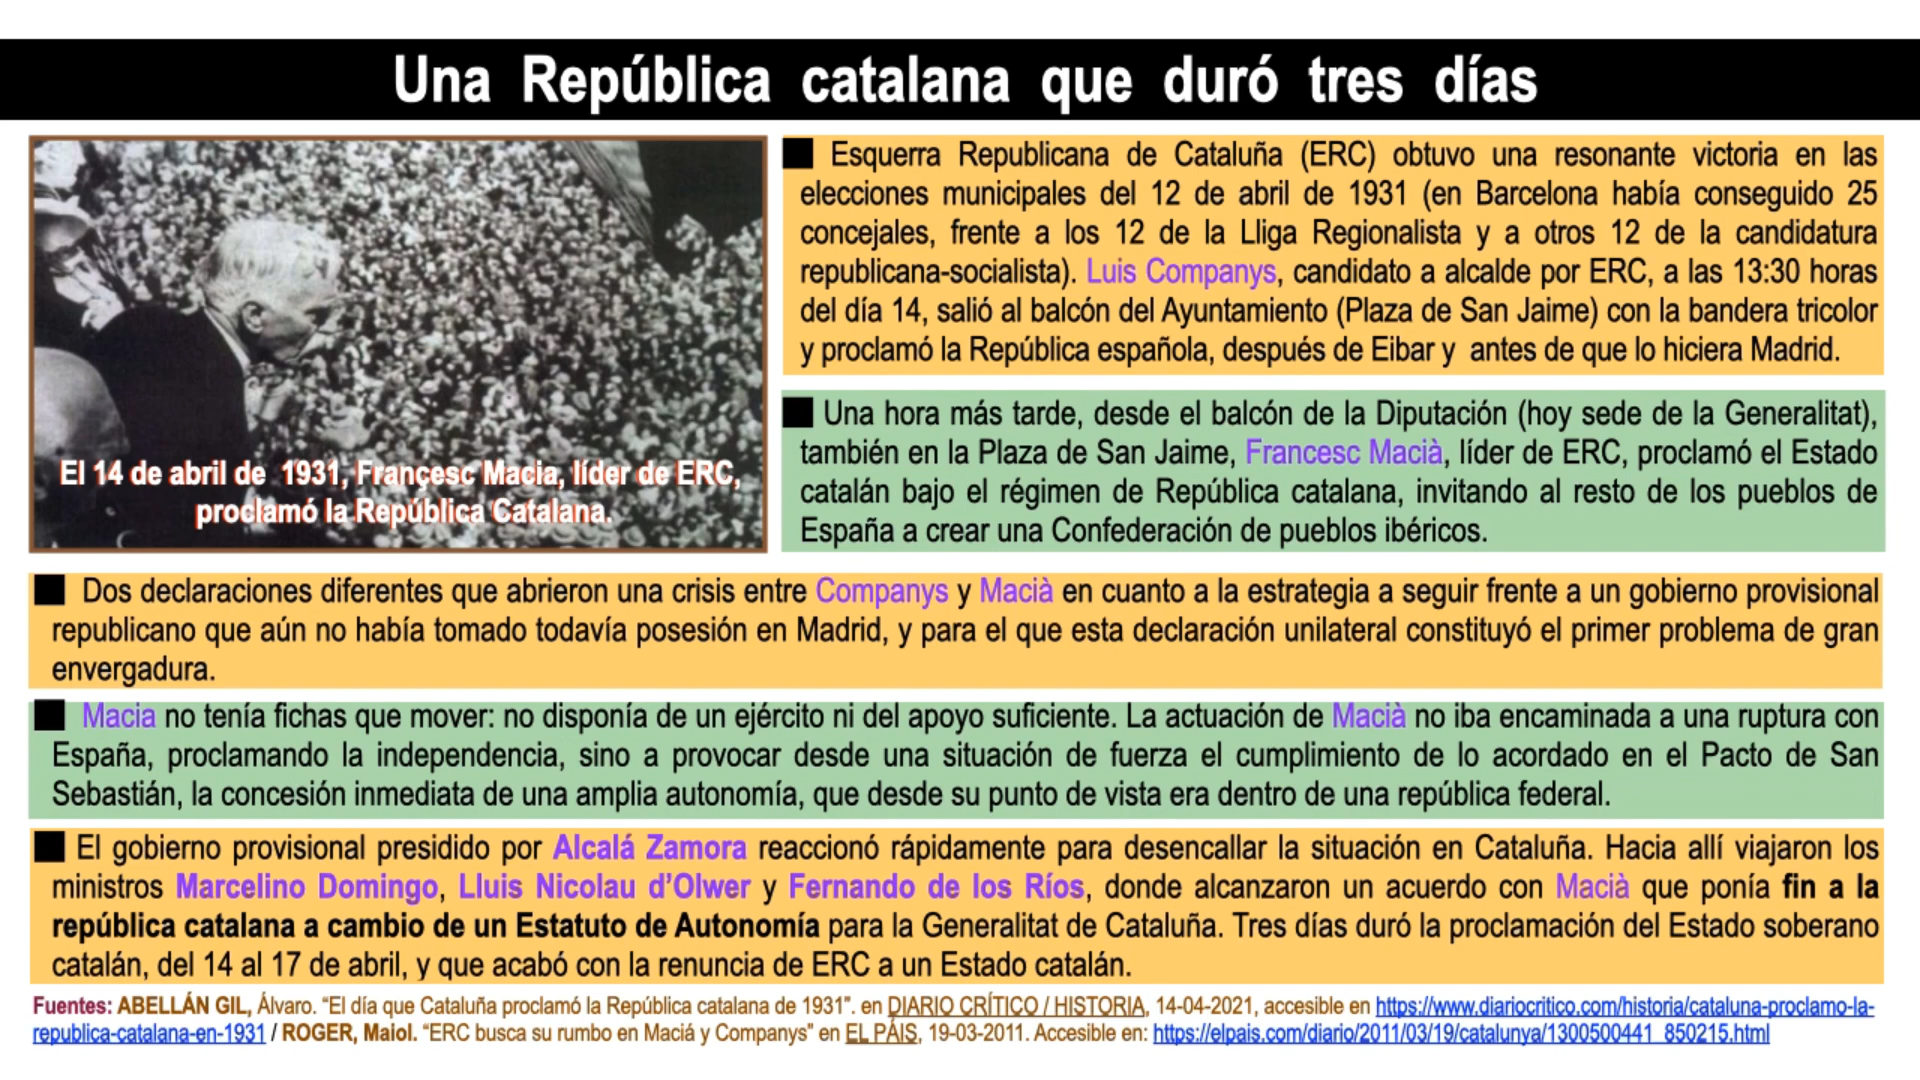 Una República catalana que duró tres días
El 14 de abril de 1931, Françesc Macia, líder de ERC,
proclamó la República Catalana.
Esquerra Republicana de Cataluña (ERC) obtuvo una resonante victoria en las
elecciones municipales del 12 de abril de 1931 (en Barcelona había conseguido 25
concejales, frente a los 12 de la Lliga Regionalista y a otros 12 de la candidatura
republicana-socialista). Luis Companys, candidato a alcalde por ERC, a las 13:30 horas
del día 14, salió al balcón del Ayuntamiento (Plaza de San Jaime) con la bandera tricolor
y proclamó la República española, después de Eibar y antes de que lo hiciera Madrid.
Una hora más tarde, desde el balcón de la Diputación (hoy sede de la Generalitat),
también en la Plaza de San Jaime, Francesc Macià, líder de ERC, proclamó el Estado
catalán bajo el régimen de República catalana, invitando al resto de los pueblos de
España a crear una Confederación de pueblos ibéricos.
Dos declaraciones diferentes que abrieron una crisis entre Companys y Macià en cuanto a la estrategia a seguir frente a un gobierno provisional
republicano que aún no había tomado todavía posesión en Madrid, y para el que esta declaración unilateral constituyó el primer problema de gran
envergadura.
Macia no tenía fichas que mover: no disponía de un ejército ni del apoyo suficiente. La actuación de Macià no iba encaminada a una ruptura con
España, proclamando la independencia, sino a provocar desde una situación de fuerza el cumplimiento de lo acordado en el Pacto de San
Sebastián, la concesión inmediata de una amplia autonomía, que desde su punto de vista era dentro de una república federal.
El gobierno provisional presidido por Alcalá Zamora reaccionó rápidamente para desencallar la situación en Cataluña. Hacia allí viajaron los
ministros Marcelino Domingo, Lluis Nicolau d’Olwer y Fernando de los Ríos, donde alcanzaron un acuerdo con Macià que ponía fin a la
república catalana a cambio de un Estatuto de Autonomía para la Generalitat de Cataluña. Tres días duró la proclamación del Estado soberano
catalán, del 14 al 17 de abril, y que acabó con la renuncia de ERC a un Estado catalán.
Fuentes: ABELLÁN GIL, Álvaro. “El día que Cataluña proclamó la República catalana de 1931”. en DIARIO CRÍTICO / HISTORIA, 14-04-2021, accesible en https://www.diariocritico.com/historia/cataluna-proclamo-la-
republica-catalana-en-1931 / ROGER, Maiol. “ERC busca su rumbo en Maciá y Companys” en EL PÁIS, 19-03-2011. Accesible en: https://elpais.com/diario/2011/03/19/catalunya/1300500441_850215.html